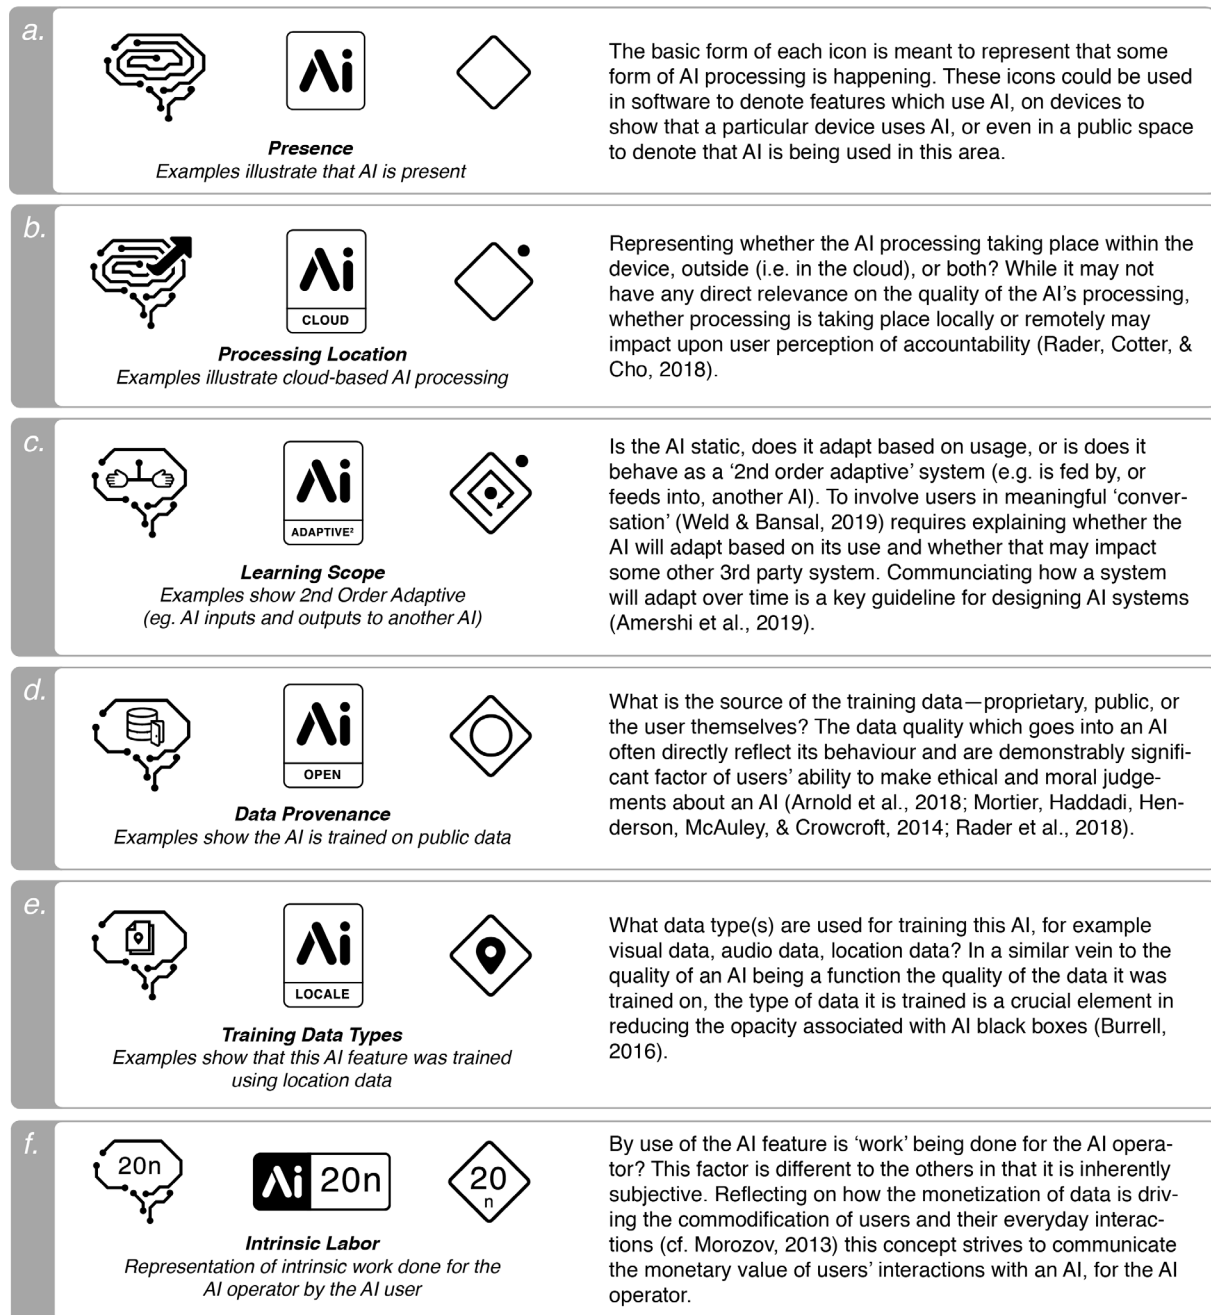 a.
Ai
Presence
Examples illustrate that AI is present
The basic form of each icon is meant to represent that some
form of AI processing is happening. These icons could be used
in software to denote features which use AI, on devices to
show that a particular device uses AI, or even in a public space
to denote that AI is being used in this area.
b.
Ai
CLOUD
Processing Location
Examples illustrate cloud-based AI processing
Representing whether the AI processing taking place within the
device, outside (i.e. in the cloud), or both? While it may not
have any direct relevance on the quality of the AI's processing,
whether processing is taking place locally or remotely may
impact upon user perception of accountability (Rader, Cotter, &
Cho, 2018).
c.
Ai
ADAPTIVE²
Learning Scope
Examples show 2nd Order Adaptive
(eg. AI inputs and outputs to another AI)
Is the AI static, does it adapt based on usage, or is does it
behave as a ‘2nd order adaptive’ system (e.g. is fed by, or
feeds into, another AI). To involve users in meaningful ‘conver-
sation’ (Weld & Bansal, 2019) requires explaining whether the
AI will adapt based on its use and whether that may impact
some other 3rd party system. Communciating how a system
will adapt over time is a key guideline for designing AI systems
(Amershi et al., 2019).
d.
Ai
OPEN
Data Provenance
Examples show the AI is trained on public data
What is the source of the training data—proprietary, public, or
the user themselves? The data quality which goes into an AI
often directly reflect its behaviour and are demonstrably signifi-
cant factor of users’ ability to make ethical and moral judge-
ments about an AI (Arnold et al., 2018; Mortier, Haddadi, Hen-
derson, McAuley, & Crowcroft, 2014; Rader et al., 2018).
e.
Ai
LOCALE
Training Data Types
Examples show that this AI feature was trained
using location data
What data type(s) are used for training this AI, for example
visual data, audio data, location data? In a similar vein to the
quality of an AI being a function the quality of the data it was
trained on, the type of data it is trained is a crucial element in
reducing the opacity associated with AI black boxes (Burrell,
2016).
f.
20n
Ai 20n
20
n
Intrinsic Labor
Representation of intrinsic work done for the
AI operator by the AI user
By use of the AI feature is ‘work’ being done for the AI opera-
tor? This factor is different to the others in that it is inherently
subjective. Reflecting on how the monetization of data is driv-
ing the commodification of users and their everyday interac-
tions (cf. Morozov, 2013) this concept strives to communicate
the monetary value of users’ interactions with an AI, for the AI
operator.